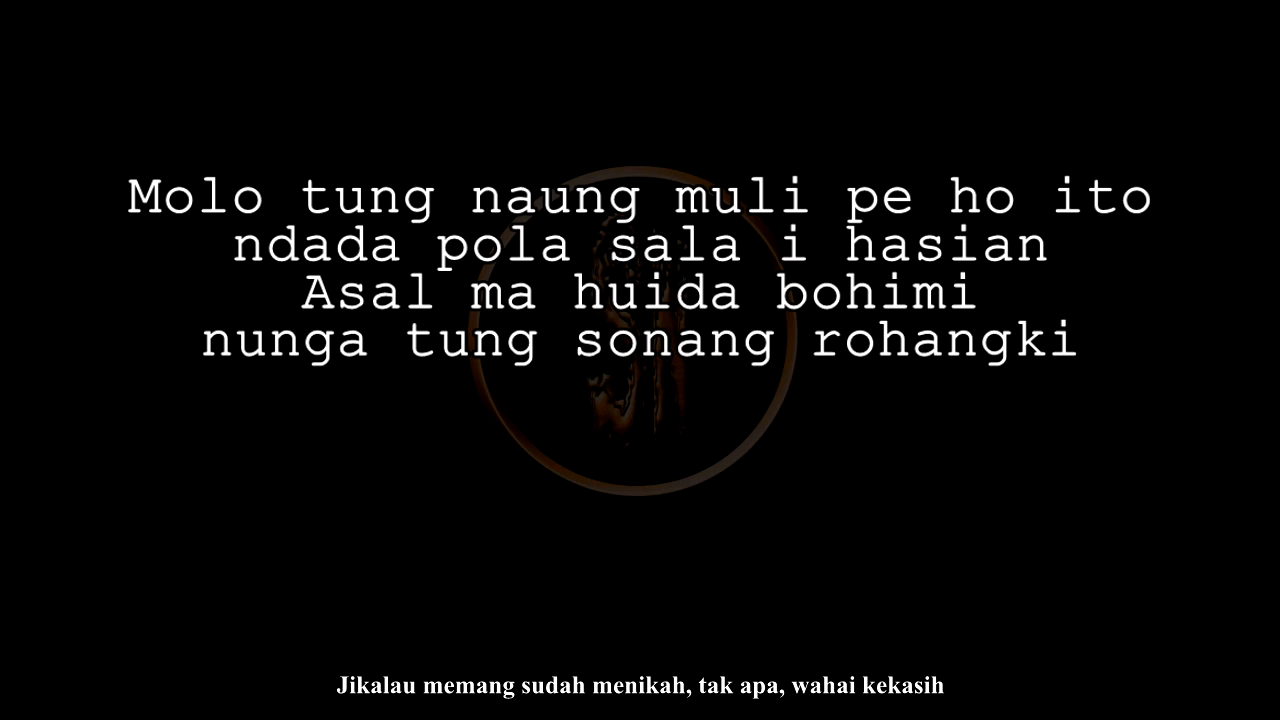 Molo tung naung muli pe ho ito
ndada pola sala i hasian
Asal ma huida bohimi
nunga tung sonang rohangki
Jikalau memang sudah menikah, tak apa, wahai kekasih